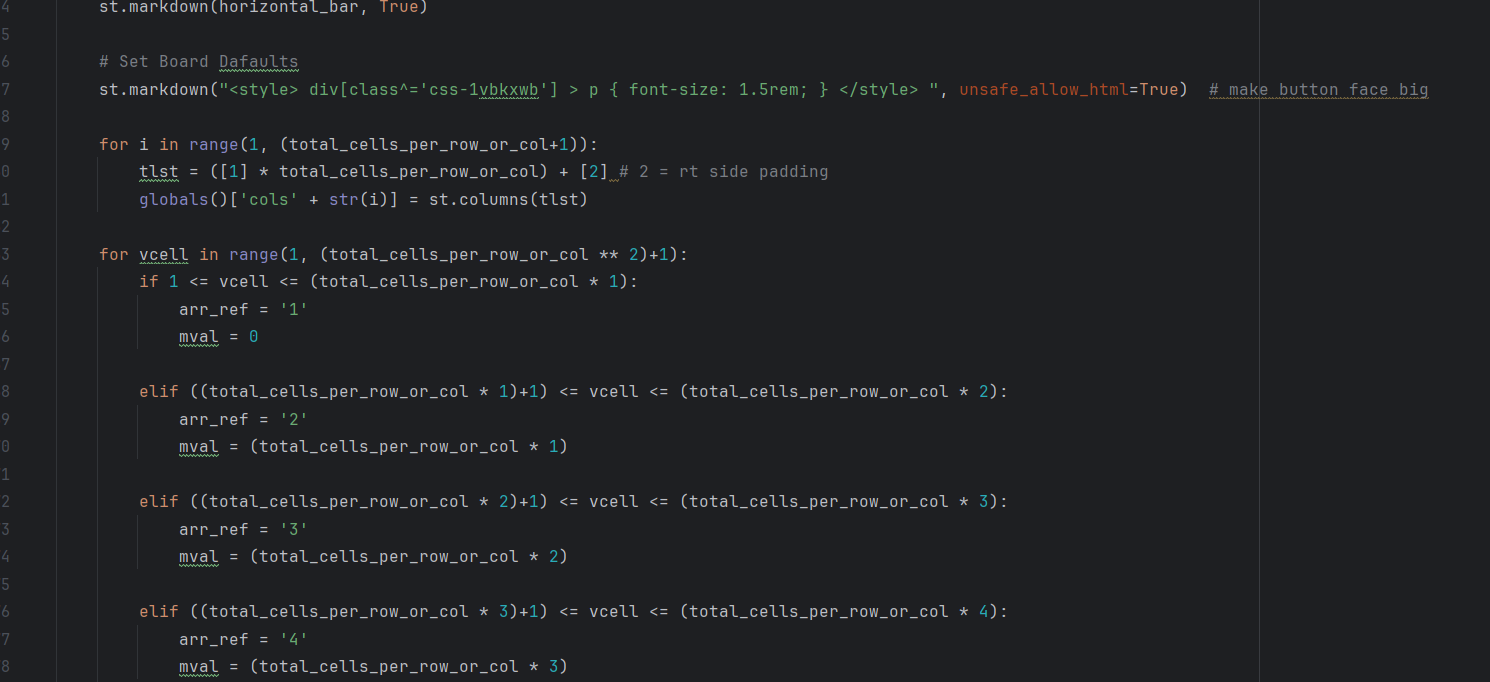 4 st.markdown(horizontal_bar, True)
5
6 # Set Board Dafaults
7 st.markdown("<style> div[class^='css-1vbkxwb'] > p { font-size: 1.5rem; } </style> ", unsafe_allow_html=True)  # make button face big
8
9 for i in range(1, (total_cells_per_row_or_col+1)):
0     tlst = ([1] * total_cells_per_row_or_col) + [2] # 2 = rt side padding
1     globals()['cols' + str(i)] = st.columns(tlst)
2
3 for vcell in range(1, (total_cells_per_row_or_col ** 2)+1):
4     if 1 <= vcell <= (total_cells_per_row_or_col * 1):
5         arr_ref = '1'
6         mval = 0
7
8     elif ((total_cells_per_row_or_col * 1)+1) <= vcell <= (total_cells_per_row_or_col * 2):
9         arr_ref = '2'
0         mval = (total_cells_per_row_or_col * 1)
1
2     elif ((total_cells_per_row_or_col * 2)+1) <= vcell <= (total_cells_per_row_or_col * 3):
3         arr_ref = '3'
4         mval = (total_cells_per_row_or_col * 2)
5
6     elif ((total_cells_per_row_or_col * 3)+1) <= vcell <= (total_cells_per_row_or_col * 4):
7         arr_ref = '4'
8         mval = (total_cells_per_row_or_col * 3)